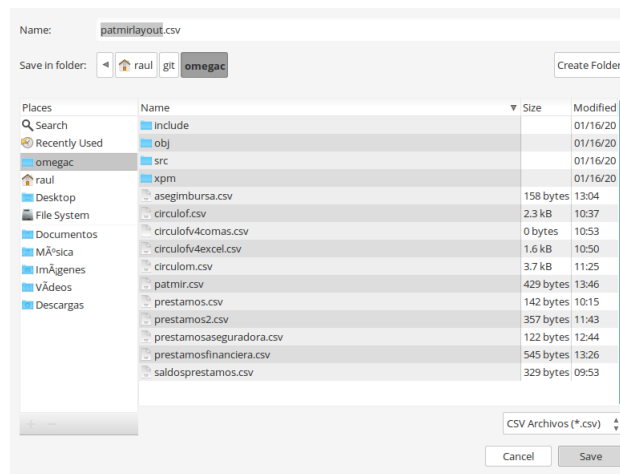 Name: patmirlayout.csv
Save in folder: raul git omegac Create Folder
Places Name Size Modified
Search include 01/16/20
Recently Used obj 01/16/20
omegac src 01/16/20
raul xpm 01/16/20
Desktop asegimbursa.csv 158 bytes 13:04
File System circulof.csv 2.3 kB 10:37
Documentos circulofv4comas.csv 0 bytes 10:53
MÃºsica circulofv4excel.csv 1.6 kB 10:50
ImÃ¡genes circulom.csv 3.7 kB 11:25
VÃdeos patmir.csv 429 bytes 13:46
Descargas prestamos.csv 142 bytes 10:15
prestamos2.csv 357 bytes 11:43
prestamosaseguradora.csv 122 bytes 12:44
prestamosfinanciera.csv 545 bytes 13:26
saldosprestamos.csv 329 bytes 09:53
CSV Archivos (*.csv)
Cancel Save